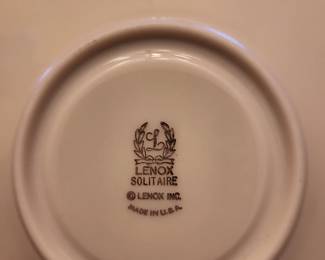 L
LENOX
SOLITAIRE
© LENOX INC.
MADE IN U.S.A.